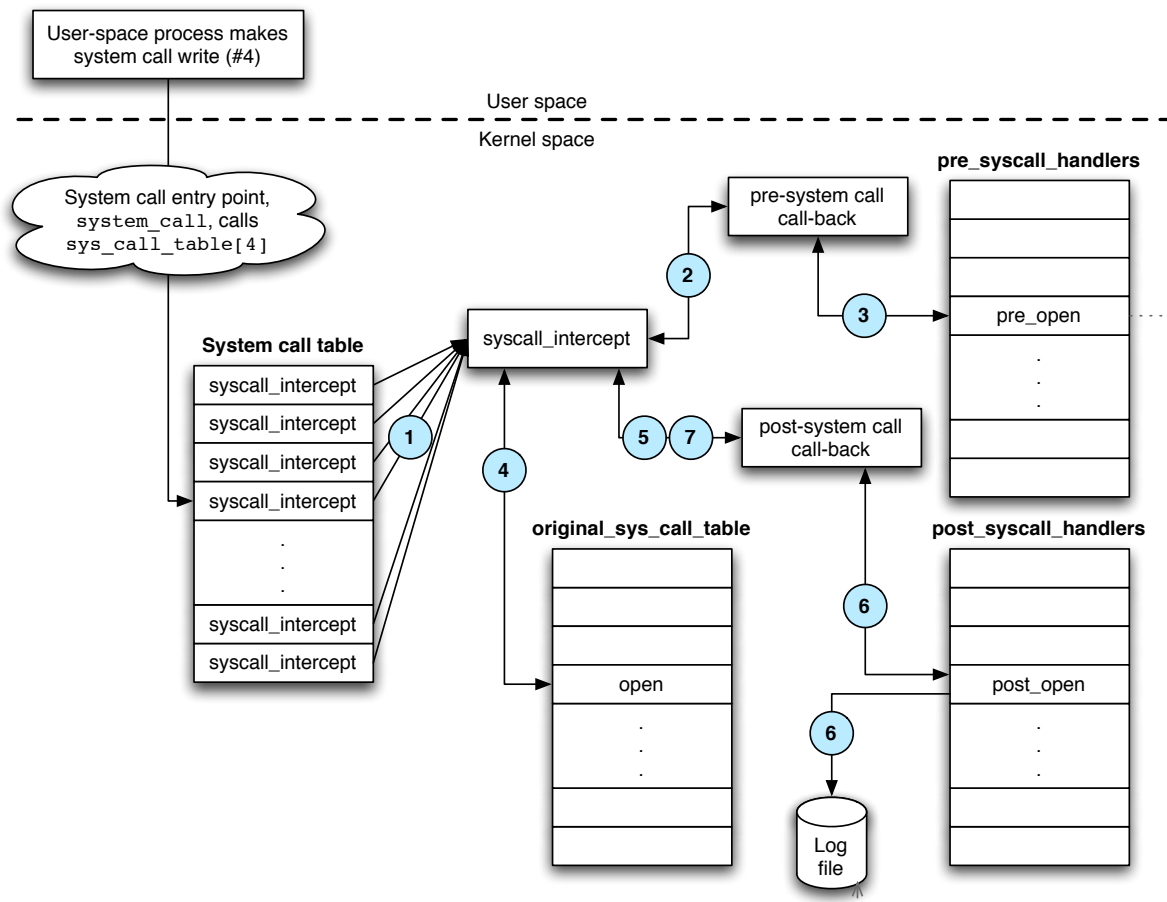 User-space process makes
system call write (#4)
User space
Kernel space
System call entry point,
system_call, calls
sys_call_table[4]
pre_syscall_handlers
pre-system call
call-back
2
3
pre_open
.
.
.
syscall_intercept
System call table
syscall_intercept
syscall_intercept
syscall_intercept
syscall_intercept
.
.
.
syscall_intercept
syscall_intercept
1
4
5
7
post-system call
call-back
original_sys_call_table
open
.
.
.
post_syscall_handlers
6
post_open
.
.
.
6
Log
file